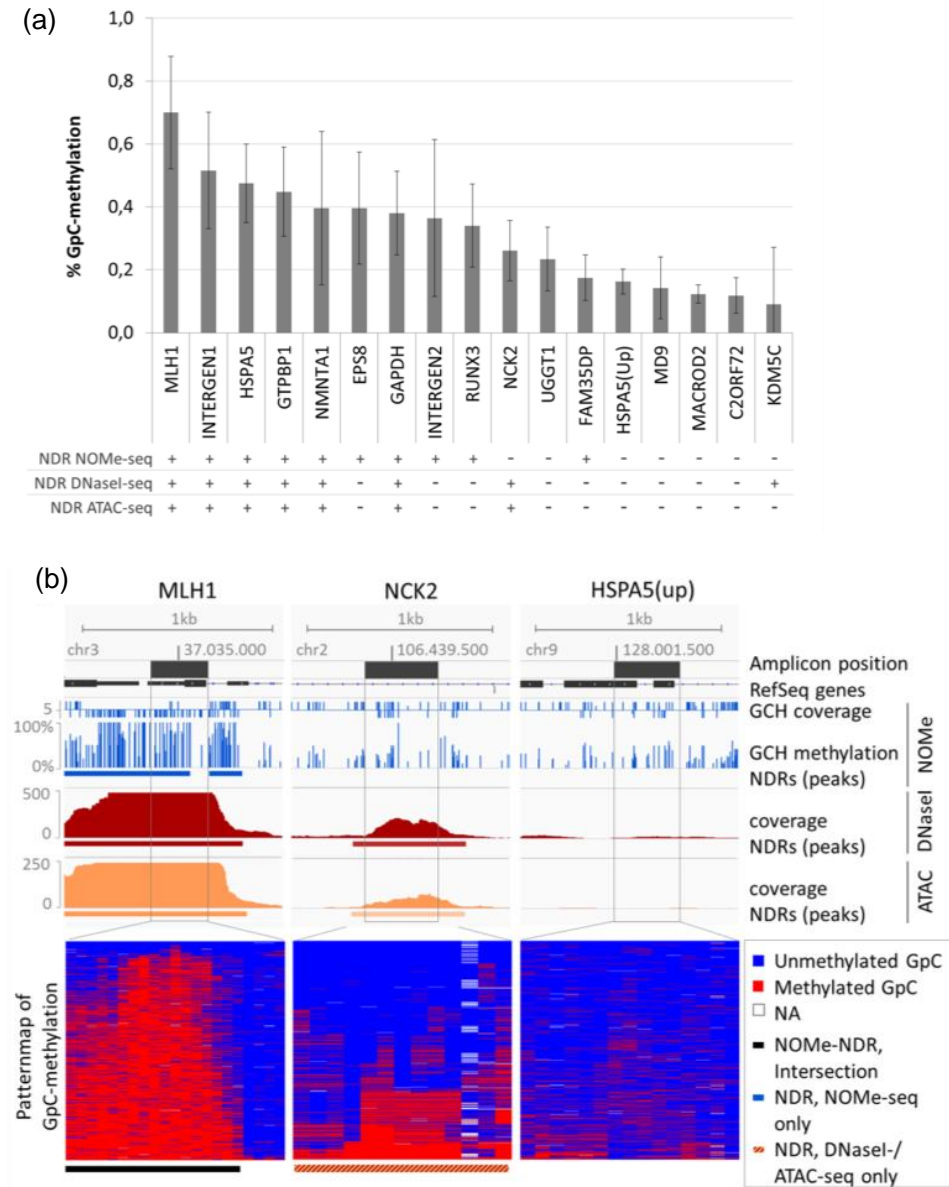 (a)
1,0
0,8
0,6
0,4
0,2
0,0
% GpC-methylation
MLH1
INTERGEN1
HSPA5
GTPBP1
NMNTA1
EPS8
GAPDH
INTERGEN2
RUNX3
NCK2
UGGT1
FAM35DP
HSPA5(Up)
MD9
MACROD2
C2ORF72
KDM5C
NDR NOMe-seq + + + + + - + + + - - + - - - - -
NDR DNaseI-seq + + + + + - + - - + - - - - - - +
NDR ATAC-seq + + + + + - + - - + - - - - - - -
(b)
MLH1 NCK2 HSPA5(up)
1kb 1kb 1kb
chr3 37.035.000 chr2 106.439.500 chr9 128.001.500
Amplicon position
RefSeq genes
5 GCH coverage
100%
GCH methylation
0% NDRs (peaks)
NOMe
500
coverage
0
NDRs (peaks)
DNaseI
250
coverage
0
NDRs (peaks)
ATAC
Patternmap of
GpC-methylation
Unmethylated GpC
Methylated GpC
NA
NOMe-NDR,
Intersection
NDR, NOMe-seq
only
NDR, DNaseI-/
ATAC-seq only